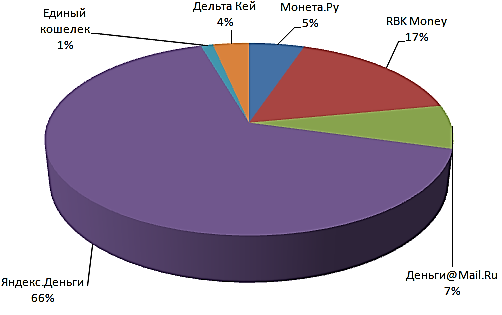 Единый
кошелек
1%
Дельта Кей
4%
Монета.Ру
5%
RBK Money
17%
Деньги@Mail.Ru
7%
Яндекс.Деньги
66%